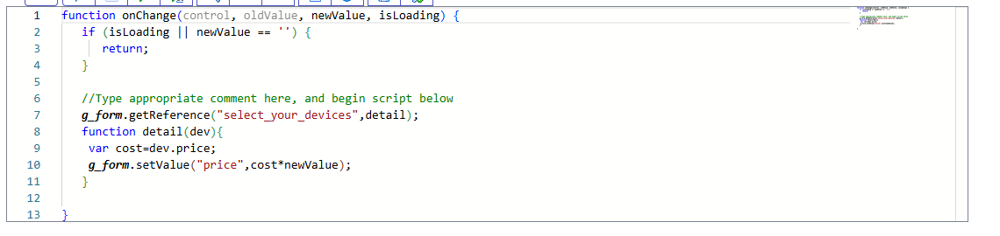 1 function onChange(control, oldValue, newValue, isLoading) {
2 if (isLoading || newValue == '') {
3 return;
4 }
5
6 //Type appropriate comment here, and begin script below
7 g_form.getReference("select_your_devices",detail);
8 function detail(dev){
9 var cost=dev.price;
10 g_form.setValue("price",cost*newValue);
11 }
12
13 }